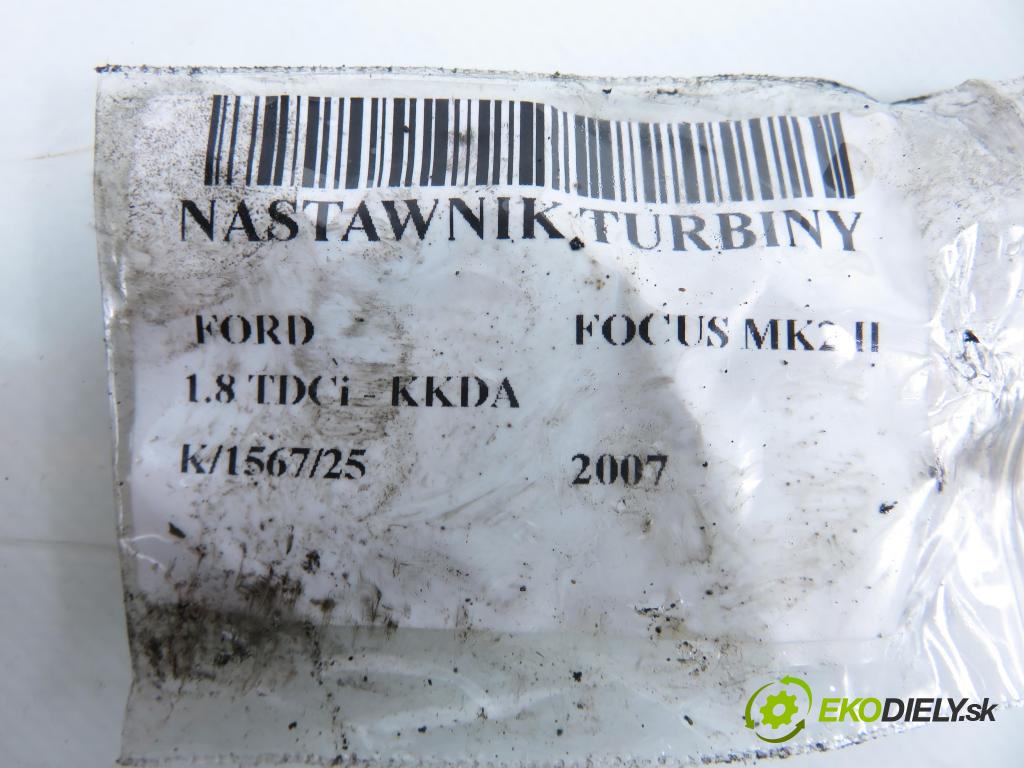 NASTAWNIK TURBINY
FORD FOCUS MK2 II
1.8 TDCi - KKDA
K/1567/25 2007
EKODIELY.sk